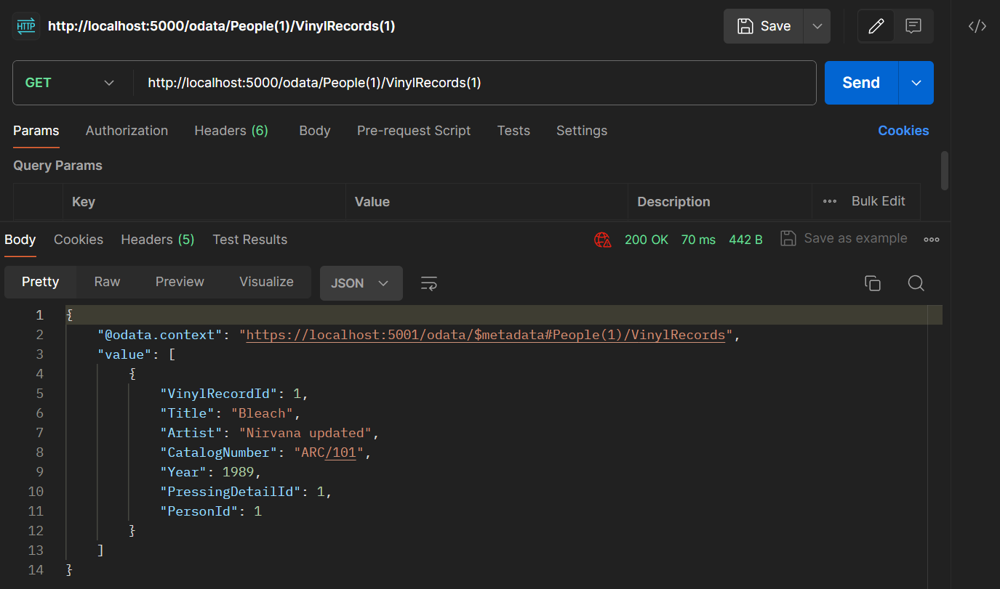 HTTP http://localhost:5000/odata/People(1)/VinylRecords(1) Save
GET http://localhost:5000/odata/People(1)/VinylRecords(1) Send
Params Authorization Headers (6) Body Pre-request Script Tests Settings Cookies
Query Params
Key Value Description Bulk Edit
Body Cookies Headers (5) Test Results 200 OK 70 ms 442 B Save as example
Pretty Raw Preview Visualize JSON
1 {
2 "@odata.context": "https://localhost:5001/odata/$metadata#People(1)/VinylRecords",
3 "value": [
4 {
5 "VinylRecordId": 1,
6 "Title": "Bleach",
7 "Artist": "Nirvana updated",
8 "CatalogNumber": "ARC/101",
9 "Year": 1989,
10 "PressingDetailId": 1,
11 "PersonId": 1
12 }
13 ]
14 }